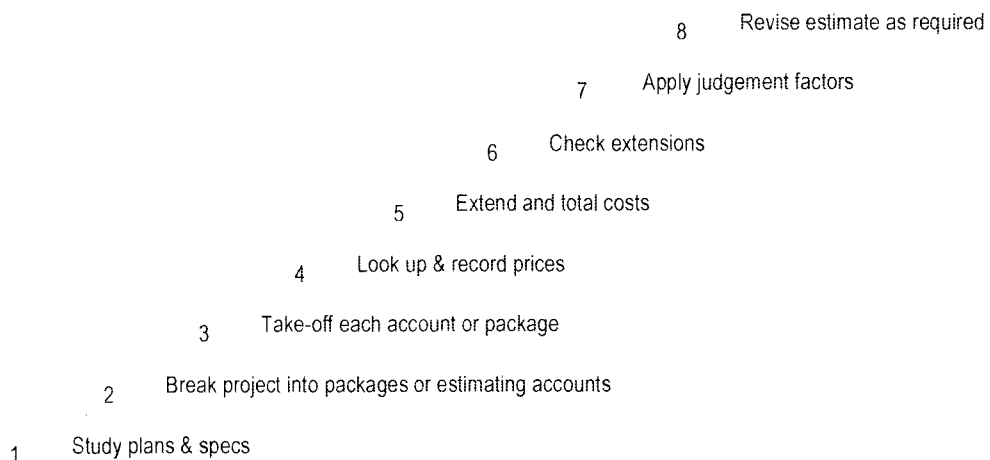 8 Revise estimate as required
7 Apply judgement factors
6 Check extensions
5 Extend and total costs
4 Look up & record prices
3 Take-off each account or package
2 Break project into packages or estimating accounts
1 Study plans & specs